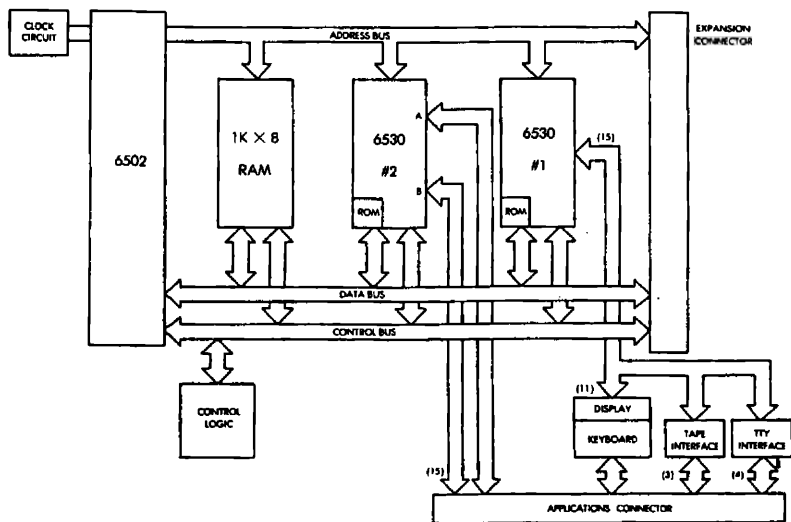 CLOCK
CIRCUIT
ADDRESS BUS
EXPANSION
CONNECTOR
6502
1K × 8
RAM
A
6530
#2
B
ROM
6530
#1
ROM
(15)
DATA BUS
CONTROL BUS
CONTROL
LOGIC
(11)
DISPLAY
KEYBOARD
TAPE
INTERFACE
TTY
INTERFACE
(15)
(3)
(4)
APPLICATIONS CONNECTOR